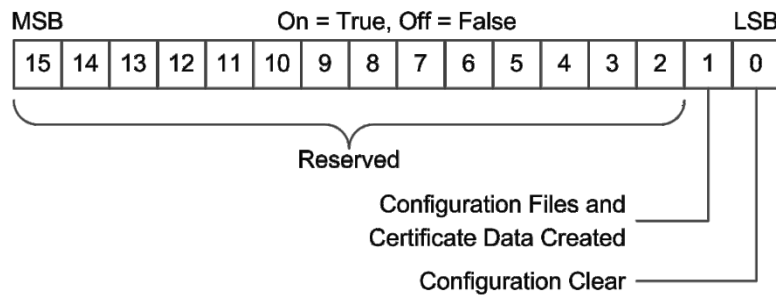 MSB On = True, Off = False LSB
15 14 13 12 11 10 9 8 7 6 5 4 3 2 1 0
Reserved
Configuration Files and
Certificate Data Created
Configuration Clear